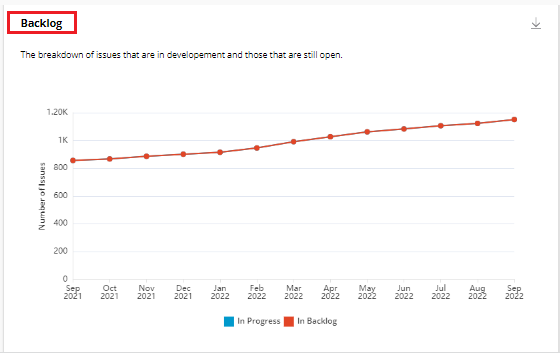 Backlog
The breakdown of issues that are in developement and those that are still open.
Number of Issues
1.20K
1K
800
600
400
200
0
Sep 2021
Oct 2021
Nov 2021
Dec 2021
Jan 2022
Feb 2022
Mar 2022
Apr 2022
May 2022
Jun 2022
Jul 2022
Aug 2022
Sep 2022
In Progress In Backlog